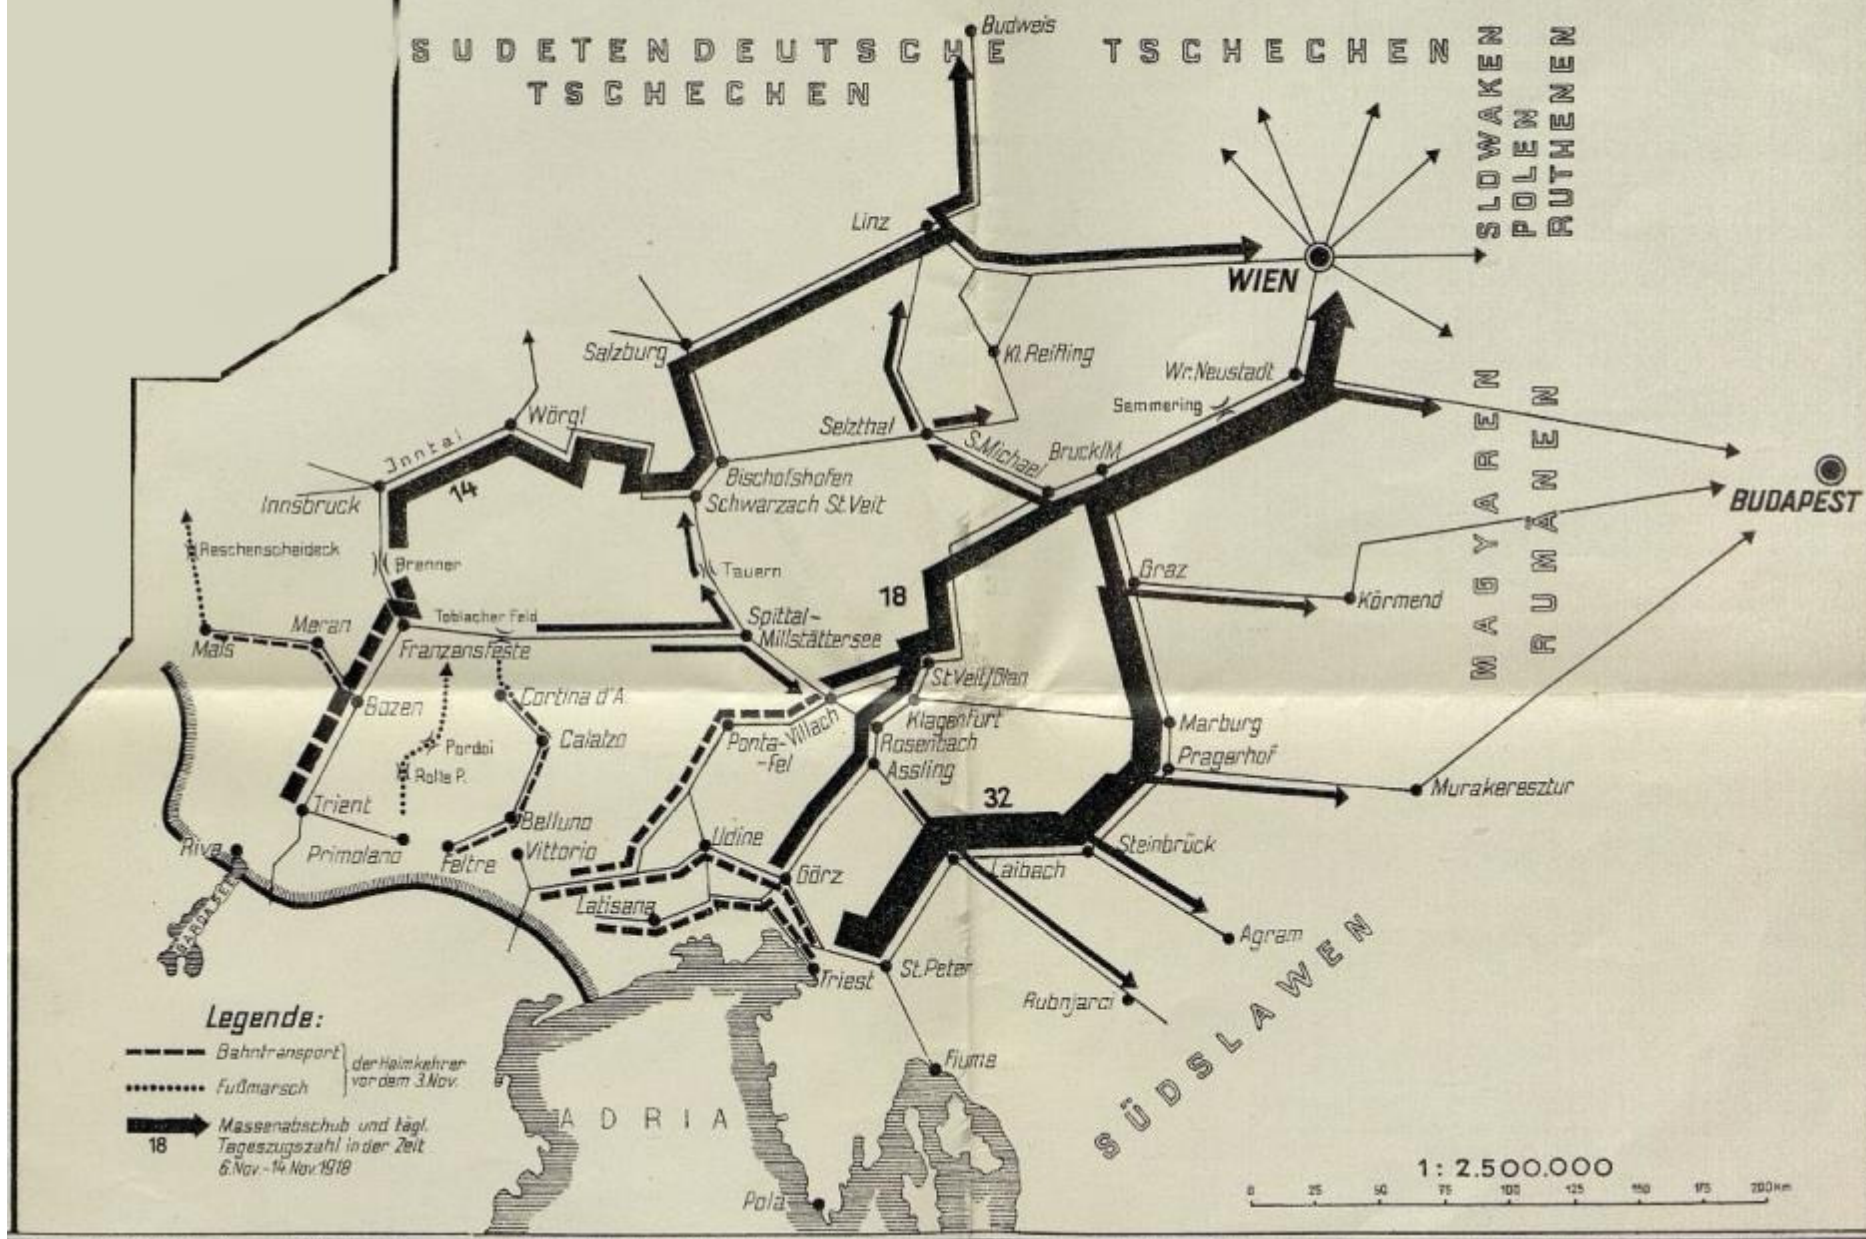 Budweis
SUDETENDEUTSCHE TSCHECHEN
TSCHECHEN
SLOWAKEN
POLEN
RUTHENEN
Linz
WIEN
Salzburg
Kl. Reifling
Wr. Neustadt
Semmering
Wörgl
Inntal
Selzthal
S. Michael
Bruck/M
MAGYAREN
RUMÄNEN
BUDAPEST
14
Bischofshofen
Schwarzach St. Veit
Innsbruck
Reschenscheideck
Brenner
Tauern
18
Graz
Körmend
Toblacher Feld
Spittal-
Millstättersee
Meran
Mals
Franzensfeste
St. Veit/Glan
Bozen
Cortina d'A.
Klagenfurt
Marburg
Villach
Ponta-
-fel
Rosenbach
Pordoi
Calalzo
Pragerhof
Assling
Rolle P.
Murakeresztur
32
Trient
Belluno
Udine
Steinbrück
Riva
Primolano
Feltre
Vittorio
Görz
Laibach
GARDASEE
Latisana
Agram
SÜDSLAWEN
Triest
St. Peter
Rubnjarci
Legende:
Bahntransport
Fußmarsch
der Heimkehrer
vor dem 3. Nov.
Fiume
ADRIA
18
Massenabschub und tägl.
Tageszugszahl in der Zeit
6. Nov.-14. Nov. 1918
Pola
1 : 2.500.000
0 25 50 75 100 125 150 175 200 Km